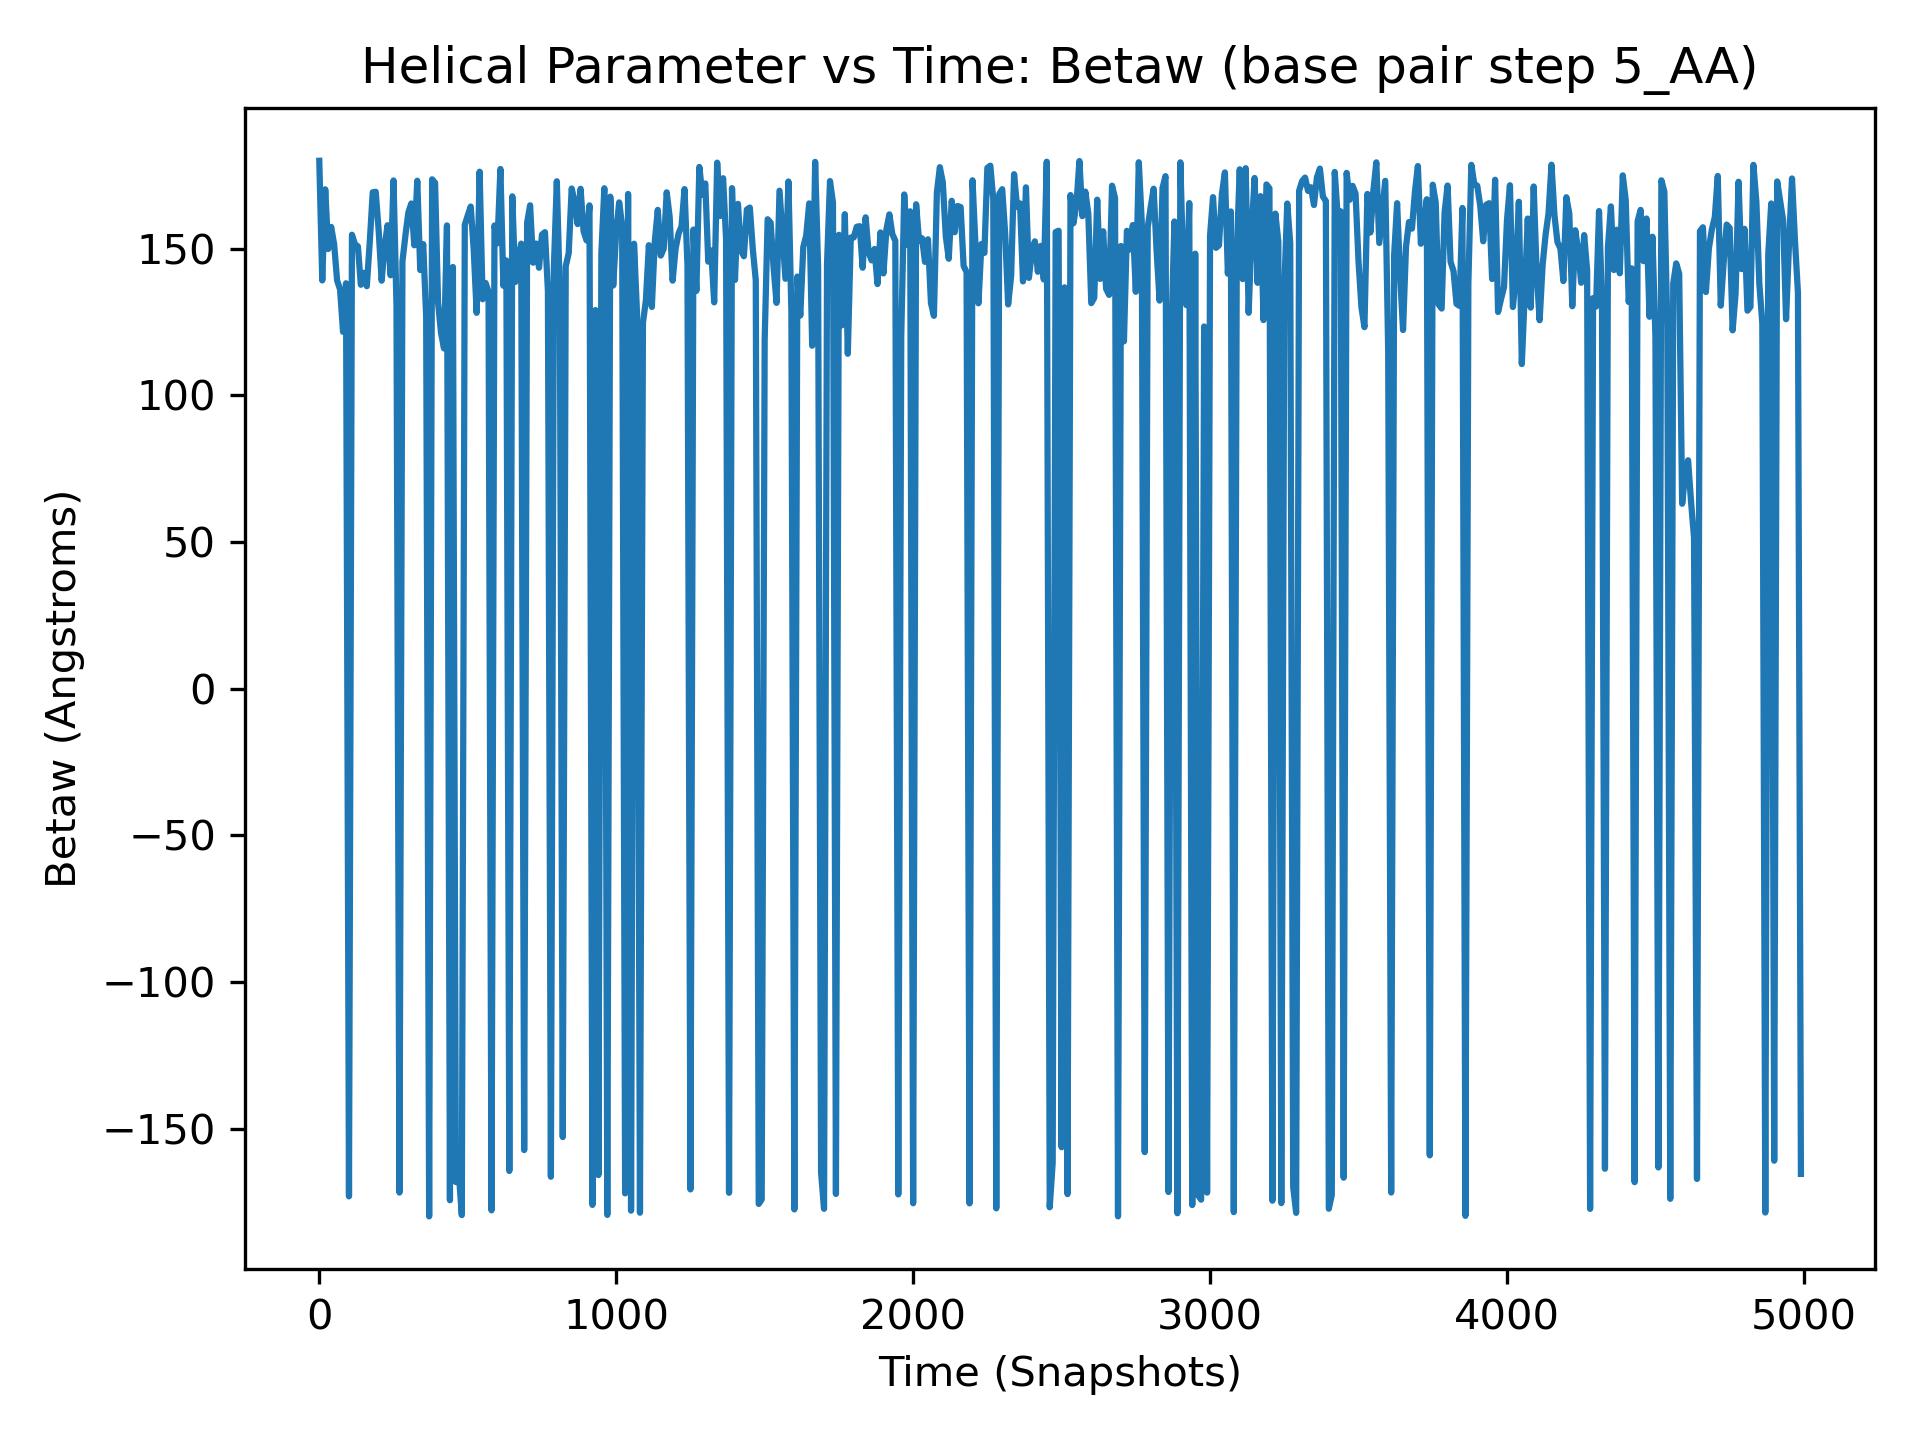 Helical Parameter vs Time: Betaw (base pair step 5_AA)
Betaw (Angstroms)
150
100
50
0
−50
−100
−150
0 1000 2000 3000 4000 5000
Time (Snapshots)